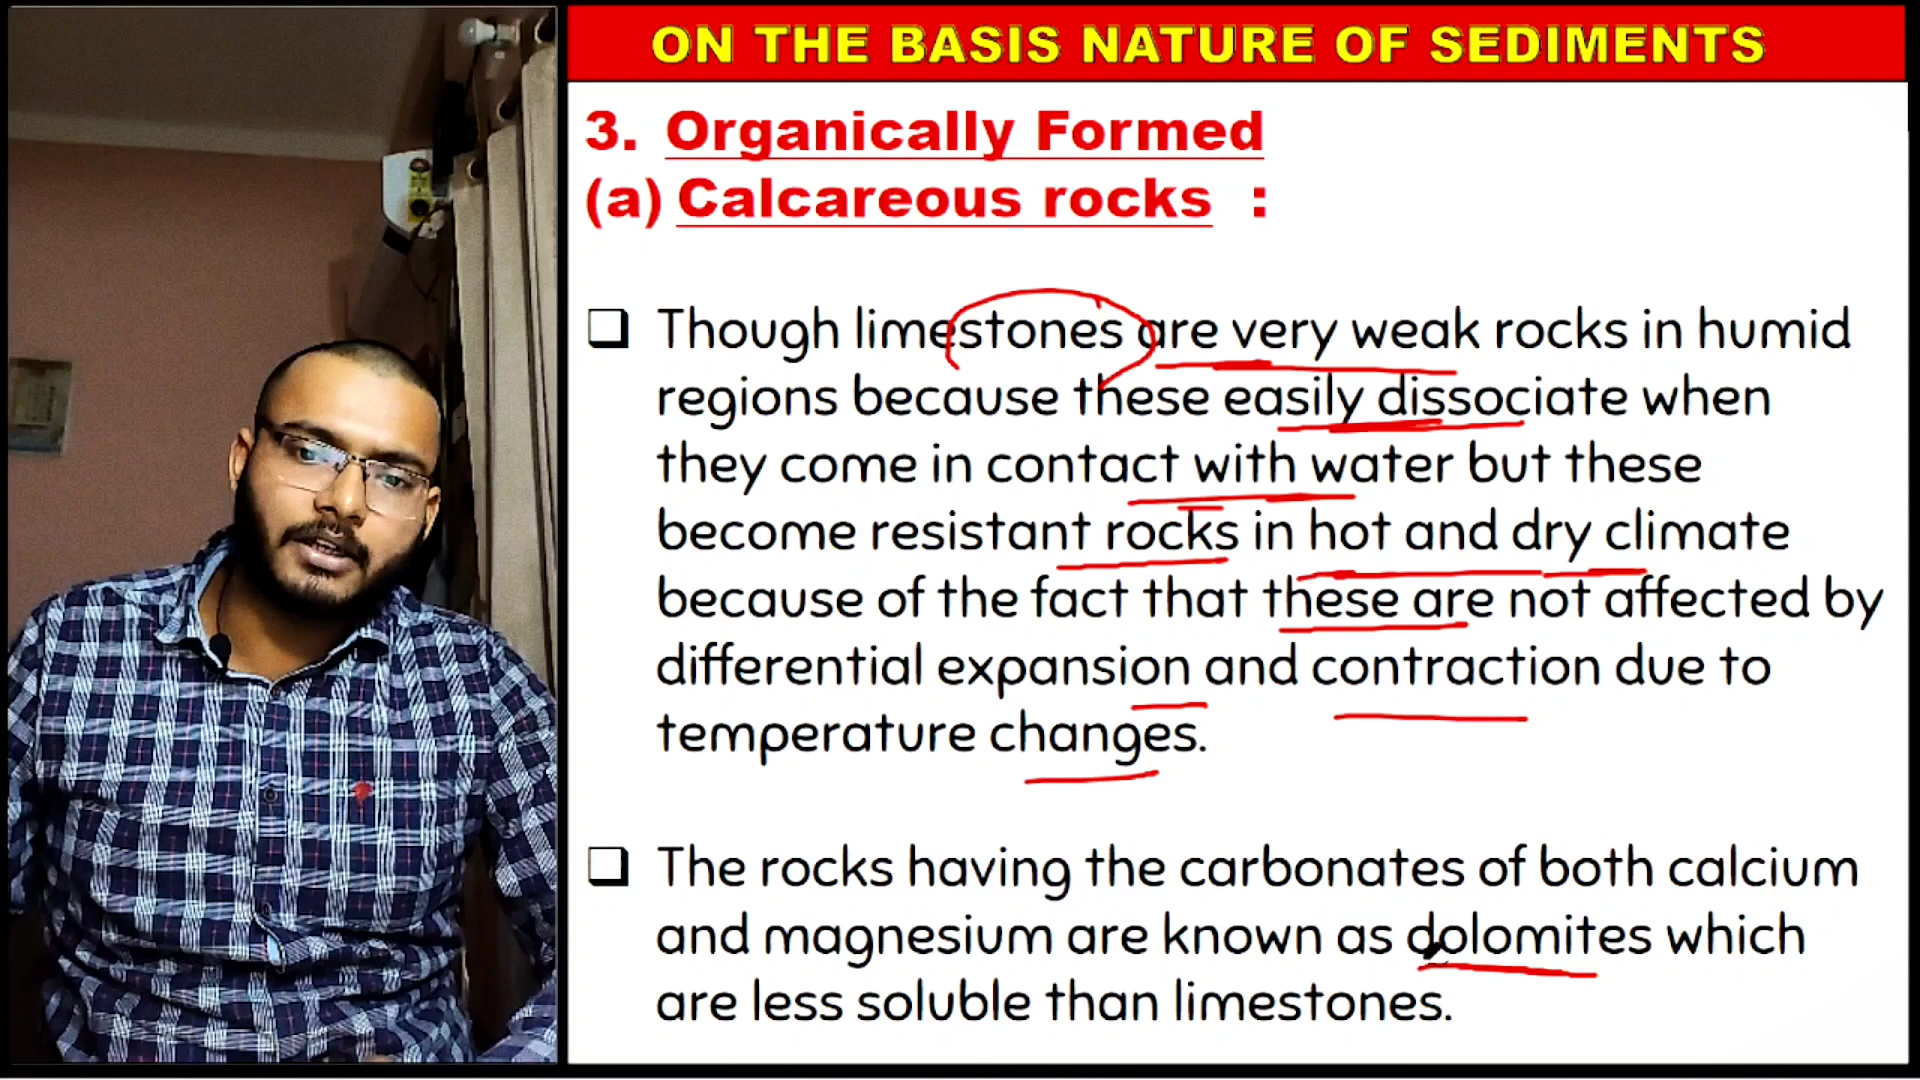 ON THE BASIS NATURE OF SEDIMENTS
3. Organically Formed
(a) Calcareous rocks :
Though limestones are very weak rocks in humid
regions because these easily dissociate when
they come in contact with water but these
become resistant rocks in hot and dry climate
because of the fact that these are not affected by
differential expansion and contraction due to
temperature changes.
The rocks having the carbonates of both calcium
and magnesium are known as dolomites which
are less soluble than limestones.